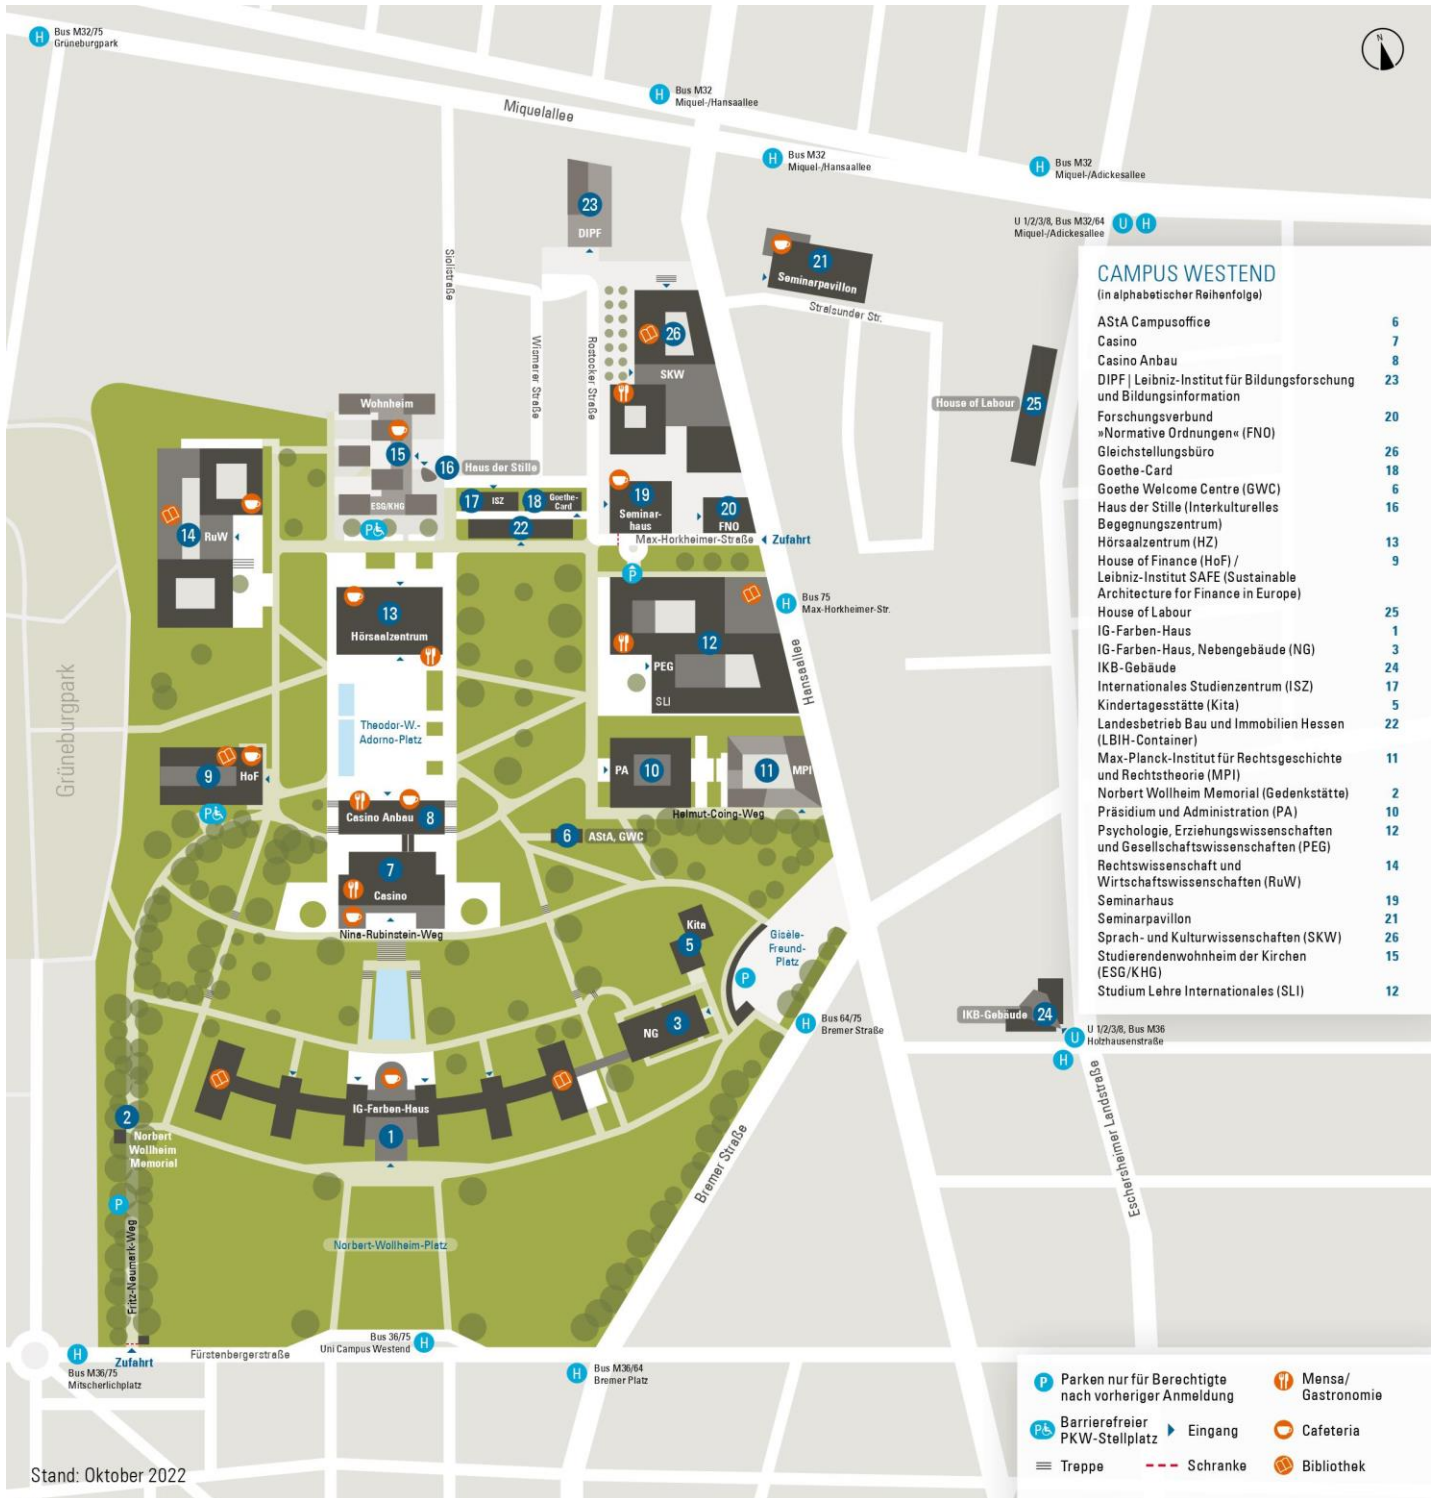 Bus M32/75
Grüneburgpark
N
Bus M32
Miquel-/Hansaallee
Miquelallee
Bus M32
Miquel-/Hansaallee
Bus M32
Miquel-/Adickesallee
U 1/2/3/8, Bus M32/64
Miquel-/Adickesallee
23
DIPF
Siolistraße
21
Seminarpavillon
Stralsunder Str.
Wismarer Straße
Rostocker Straße
26
SKW
House of Labour
25
Wohnheim
15
16
Haus der Stille
ESG/KHG
17
ISZ
18
Goethe-
Card
22
19
Seminar-
haus
20
FNO
Max-Horkheimer-Straße
Zufahrt
14
RuW
13
Hörsaalzentrum
Bus 75
Max-Horkheimer-Str.
12
PEG
SLI
Hansaallee
Grüneburgpark
Theodor-W.-
Adorno-Platz
9
HoF
PA
10
11
MPI
Helmut-Coing-Weg
Casino Anbau
8
6
AStA, GWC
7
Casino
Nina-Rubinstein-Weg
Kita
5
Gisèle-
Freund-
Platz
3
NG
Bus 64/75
Bremer Straße
IKB-Gebäude
24
U 1/2/3/8, Bus M36
Holzhausenstraße
IG-Farben-Haus
1
2
Norbert
Wollheim
Memorial
Bremer Straße
Eschersheimer Landstraße
Norbert-Wollheim-Platz
Fritz-Neumark-Weg
Zufahrt
Bus M36/75
Mitscherlichplatz
Fürstenbergerstraße
Bus 36/75
Uni Campus Westend
Bus M36/64
Bremer Platz
Stand: Oktober 2022
CAMPUS WESTEND
(in alphabetischer Reihenfolge)
AStA Campusoffice 6
Casino 7
Casino Anbau 8
DIPF | Leibniz-Institut für Bildungsforschung 23
und Bildungsinformation
Forschungsverbund 20
»Normative Ordnungen« (FNO)
Gleichstellungsbüro 26
Goethe-Card 18
Goethe Welcome Centre (GWC) 6
Haus der Stille (Interkulturelles 16
Begegnungszentrum)
Hörsaalzentrum (HZ) 13
House of Finance (HoF) / 9
Leibniz-Institut SAFE (Sustainable
Architecture for Finance in Europe)
House of Labour 25
IG-Farben-Haus 1
IG-Farben-Haus, Nebengebäude (NG) 3
IKB-Gebäude 24
Internationales Studienzentrum (ISZ) 17
Kindertagesstätte (Kita) 5
Landesbetrieb Bau und Immobilien Hessen 22
(LBIH-Container)
Max-Planck-Institut für Rechtsgeschichte 11
und Rechtstheorie (MPI)
Norbert Wollheim Memorial (Gedenkstätte) 2
Präsidium und Administration (PA) 10
Psychologie, Erziehungswissenschaften 12
und Gesellschaftswissenschaften (PEG)
Rechtswissenschaft und 14
Wirtschaftswissenschaften (RuW)
Seminarhaus 19
Seminarpavillon 21
Sprach- und Kulturwissenschaften (SKW) 26
Studierendenwohnheim der Kirchen 15
(ESG/KHG)
Studium Lehre Internationales (SLI) 12
P Parken nur für Berechtigte
nach vorheriger Anmeldung
Mensa/
Gastronomie
P Barrierefreier
PKW-Stellplatz
Eingang
Cafeteria
Treppe
Schranke
Bibliothek